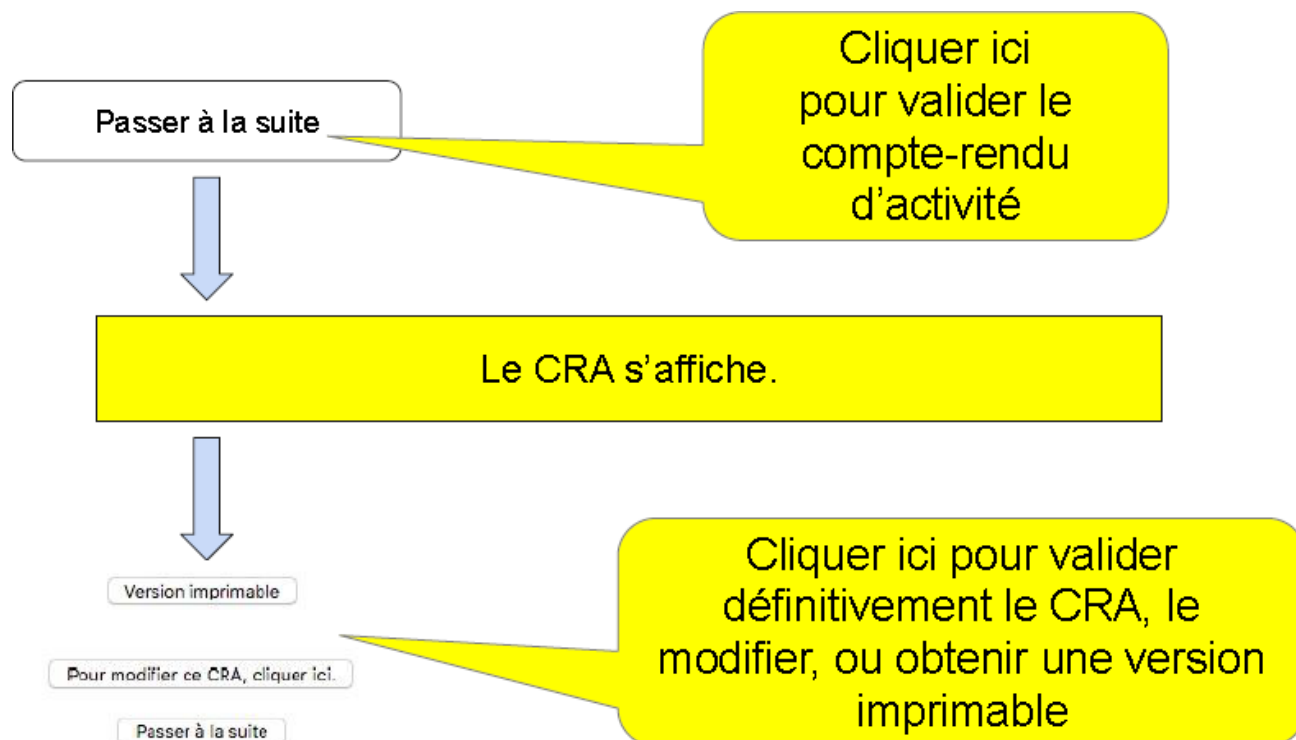 Cliquer ici
pour valider le
compte-rendu
d’activité
Passer à la suite
Le CRA s’affiche.
Version imprimable
Pour modifier ce CRA, cliquer ici.
Passer à la suite
Cliquer ici pour valider
définitivement le CRA, le
modifier, ou obtenir une version
imprimable